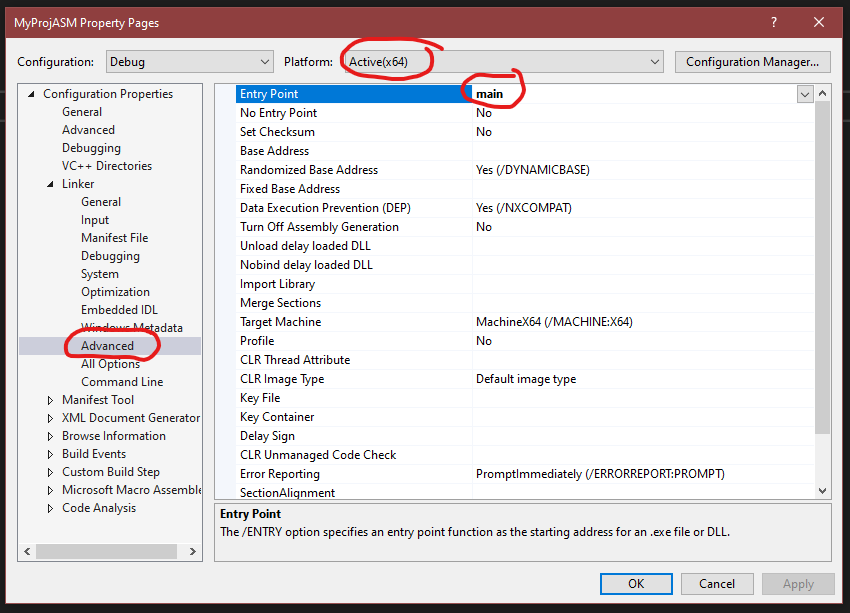 MyProjASM Property Pages
?
Configuration: Debug Platform: Active(x64) Configuration Manager...
Configuration Properties
General
Advanced
Debugging
VC++ Directories
Linker
General
Input
Manifest File
Debugging
System
Optimization
Embedded IDL
Windows Metadata
Advanced
All Options
Command Line
Manifest Tool
XML Document Generator
Browse Information
Build Events
Custom Build Step
Microsoft Macro Assemble
Code Analysis
Entry Point main
No Entry Point No
Set Checksum No
Base Address
Randomized Base Address Yes (/DYNAMICBASE)
Fixed Base Address
Data Execution Prevention (DEP) Yes (/NXCOMPAT)
Turn Off Assembly Generation No
Unload delay loaded DLL
Nobind delay loaded DLL
Import Library
Merge Sections
Target Machine MachineX64 (/MACHINE:X64)
Profile No
CLR Thread Attribute
CLR Image Type Default image type
Key File
Key Container
Delay Sign
CLR Unmanaged Code Check
Error Reporting PromptImmediately (/ERRORREPORT:PROMPT)
SectionAlignment
Entry Point
The /ENTRY option specifies an entry point function as the starting address for an .exe file or DLL.
OK Cancel Apply